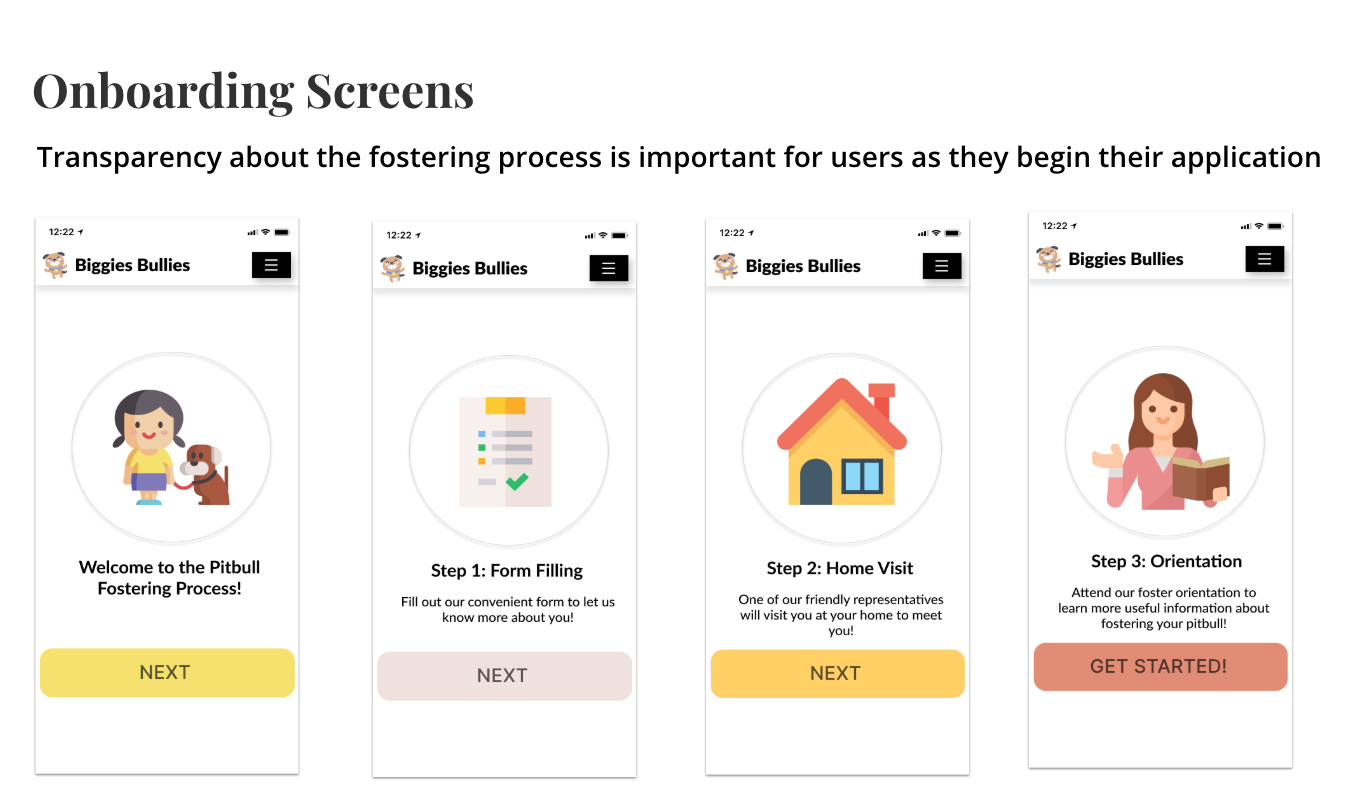 Onboarding Screens
Transparency about the fostering process is important for users as they begin their application
12:22
Biggies Bullies
Welcome to the Pitbull
Fostering Process!
NEXT
12:22
Biggies Bullies
Step 1: Form Filling
Fill out our convenient form to let us
know more about you!
NEXT
12:22
Biggies Bullies
Step 2: Home Visit
One of our friendly representatives
will visit you at your home to meet
you!
NEXT
12:22
Biggies Bullies
Step 3: Orientation
Attend our foster orientation to
learn more useful information about
fostering your pitbull!
GET STARTED!